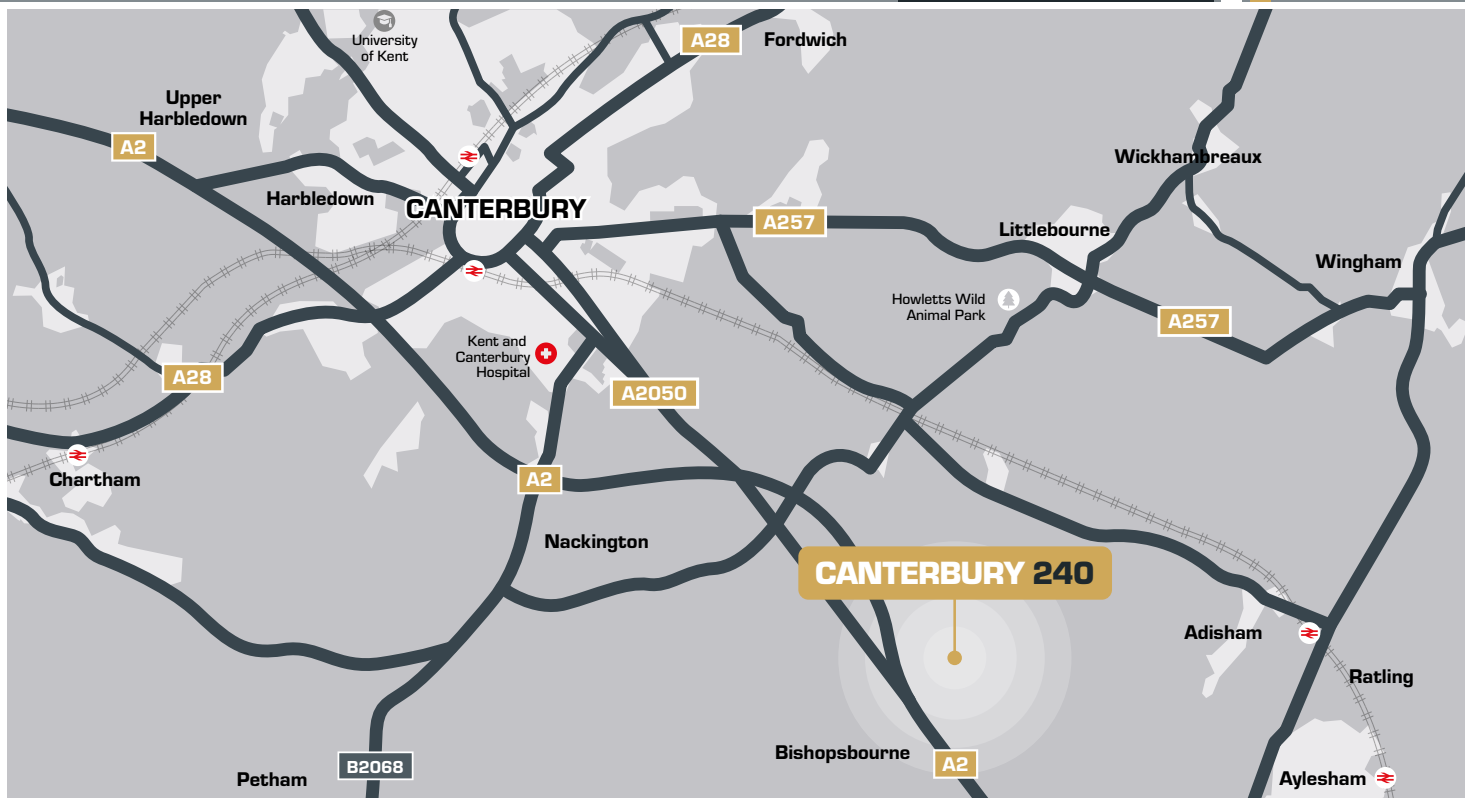 University
of Kent
A28
Fordwich
Upper
Harbledown
A2
Wickhambreaux
Harbledown
CANTERBURY
A257
Littlebourne
Wingham
Howletts Wild
Animal Park
A257
Kent and
Canterbury
Hospital
A28
A2050
Chartham
A2
Nackington
CANTERBURY 240
Adisham
Ratling
Bishopsbourne
A2
B2068
Petham
Aylesham